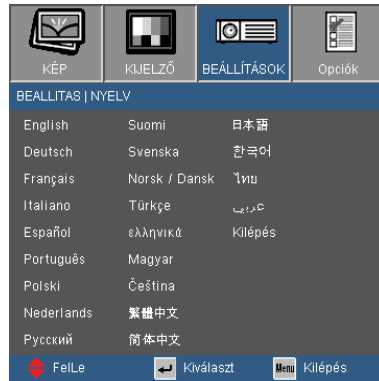 KÉP KIJELZŐ BEÁLLÍTÁSOK Opciók
BEALLITAS | NYELV
English Suomi 日本語
Deutsch Svenska 한국어
Français Norsk / Dansk ไทย
Italiano Türkçe عربي
Español ελληνικά Kilépés
Português Magyar
Polski Čeština
Nederlands 繁體中文
Русский 简体中文
FelLe Kiválaszt Menu Kilépés